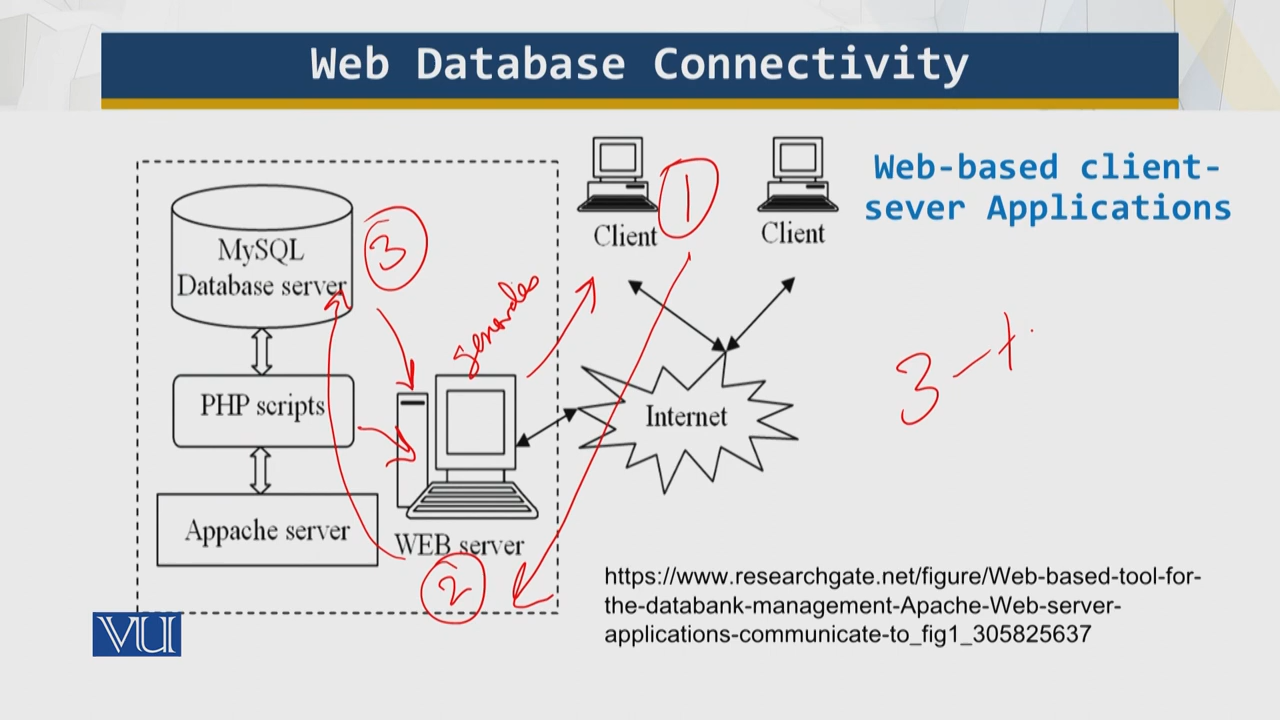 Web Database Connectivity
Web-based client-
sever Applications
Client
1
Client
MySQL
Database server
3
generates
PHP scripts
Internet
3-t
Appache server
WEB server
2
https://www.researchgate.net/figure/Web-based-tool-for-
the-databank-management-Apache-Web-server-
applications-communicate-to_fig1_305825637
VU